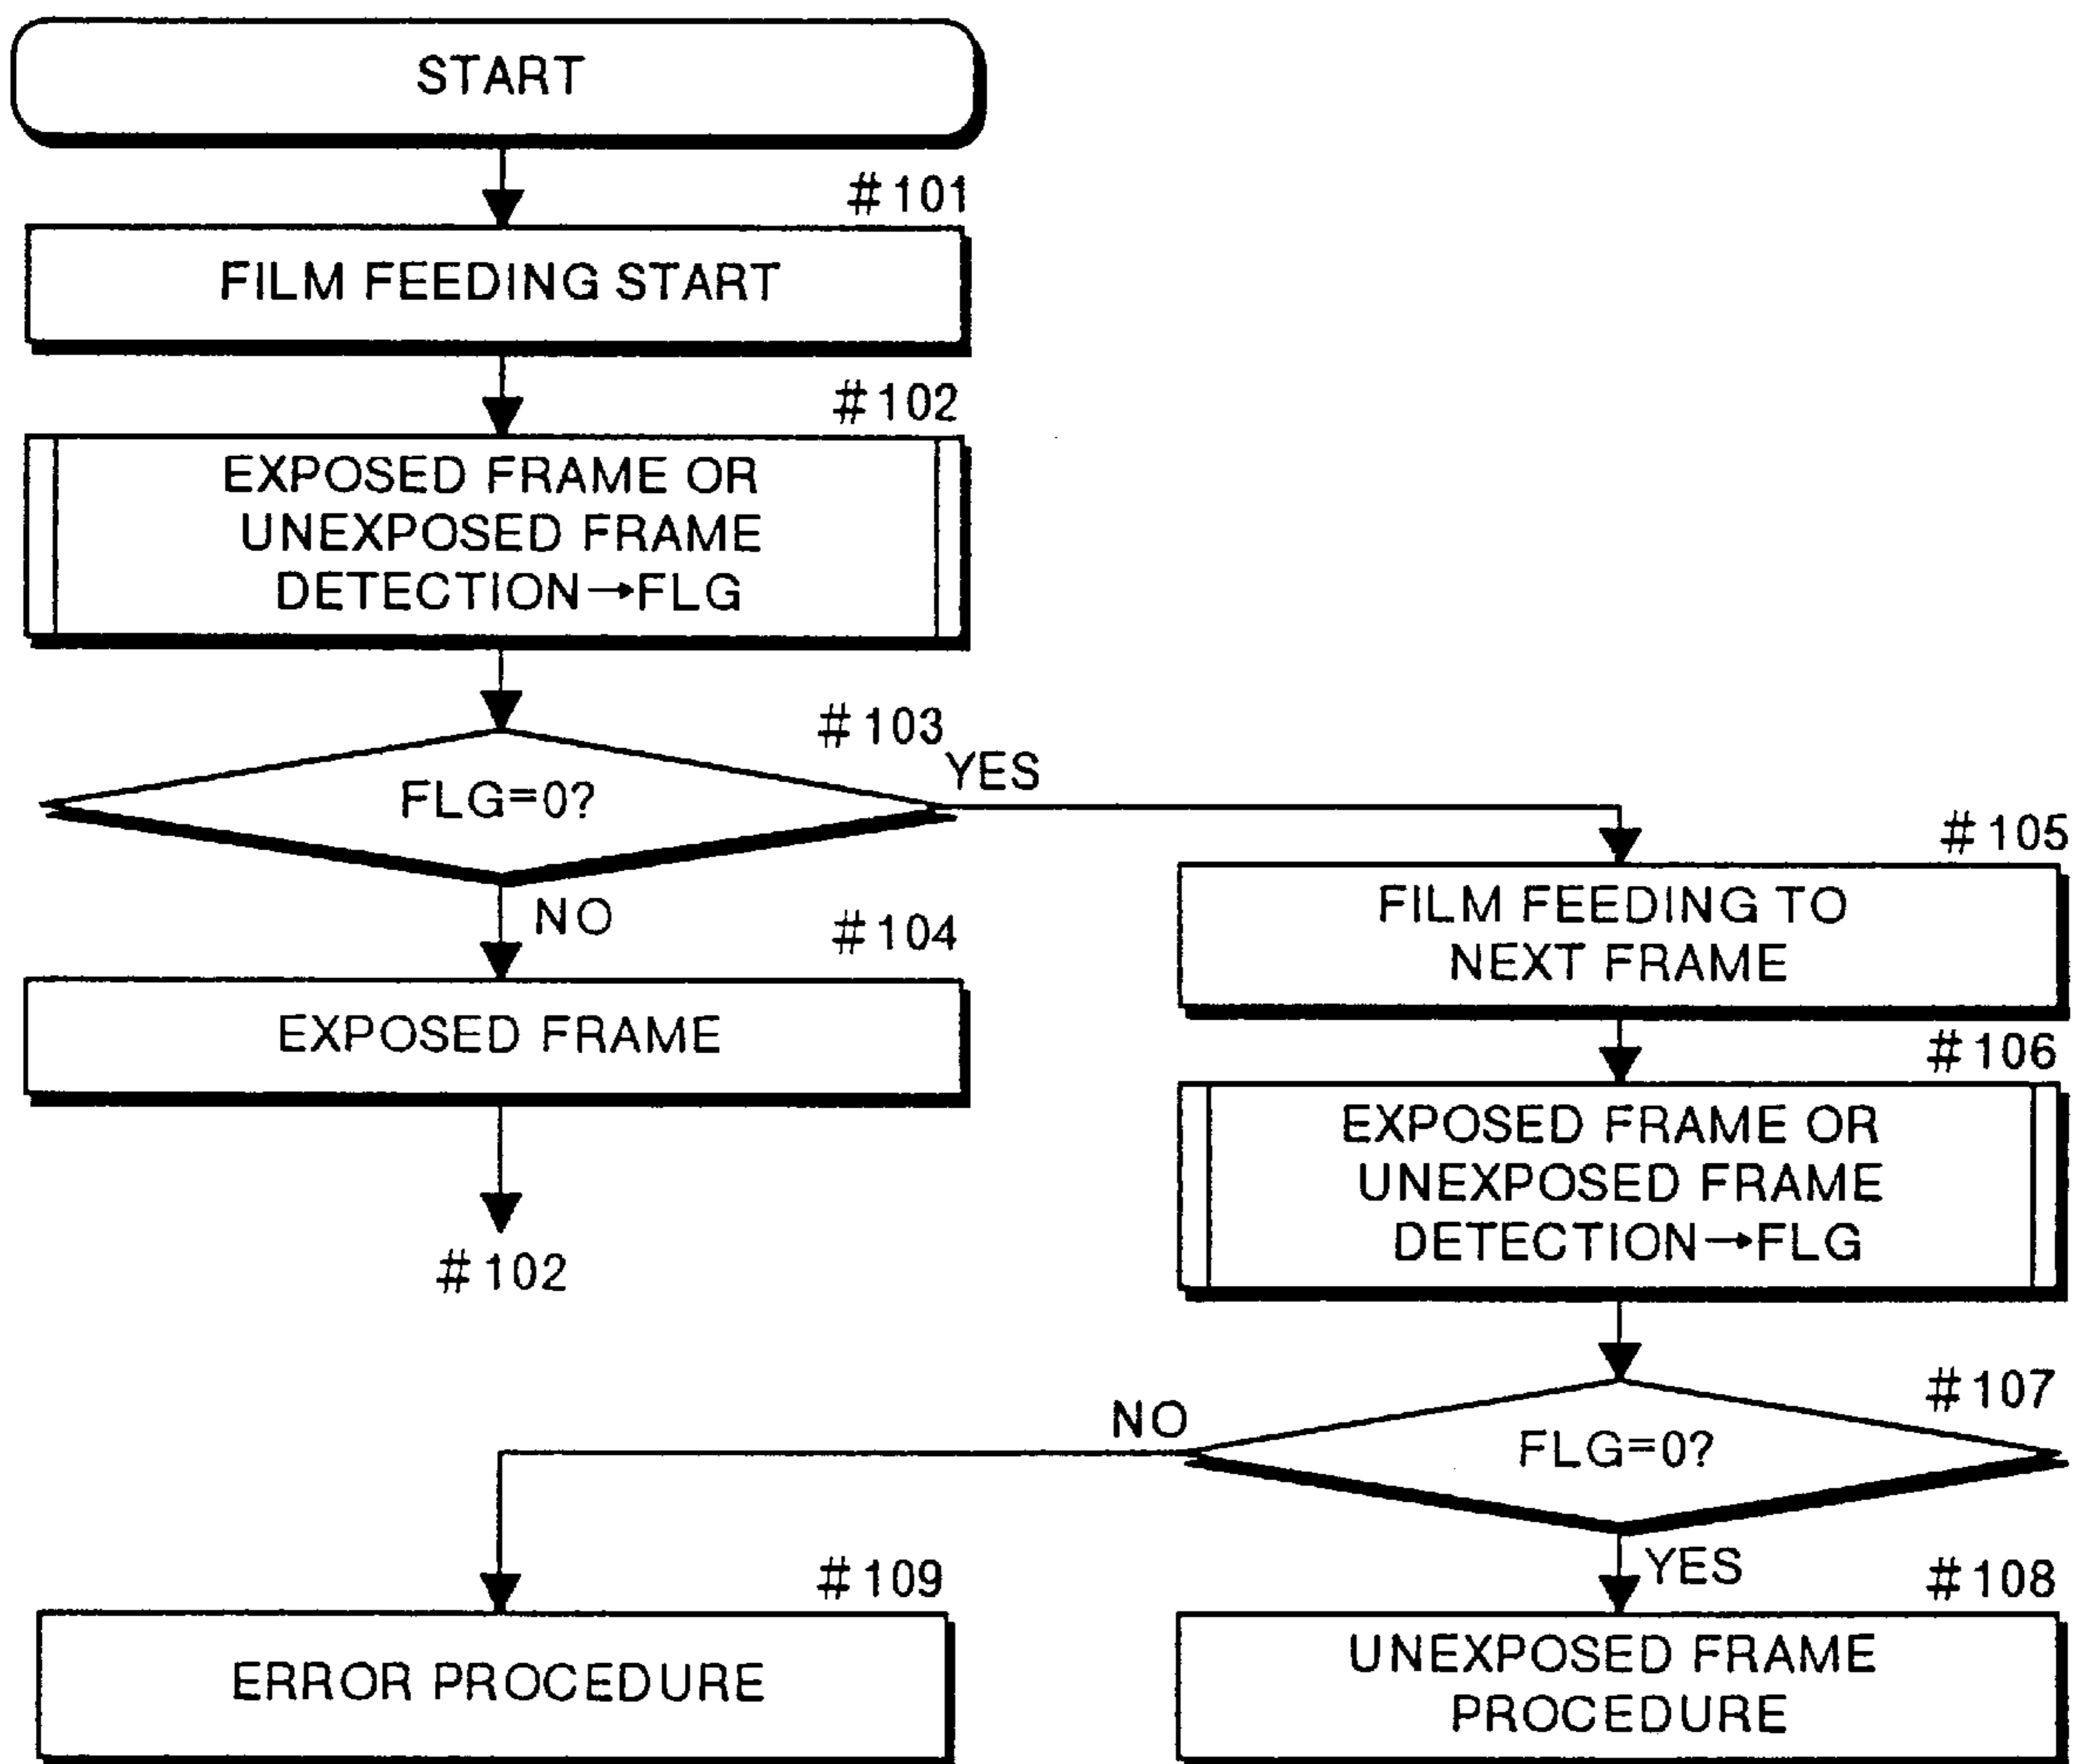 START
#101
FILM FEEDING START
#102
EXPOSED FRAME OR
UNEXPOSED FRAME
DETECTION→FLG
#103
FLG=0?
YES
NO
#104
EXPOSED FRAME
#102
#105
FILM FEEDING TO
NEXT FRAME
#106
EXPOSED FRAME OR
UNEXPOSED FRAME
DETECTION→FLG
#107
FLG=0?
NO
YES
#109
ERROR PROCEDURE
#108
UNEXPOSED FRAME
PROCEDURE